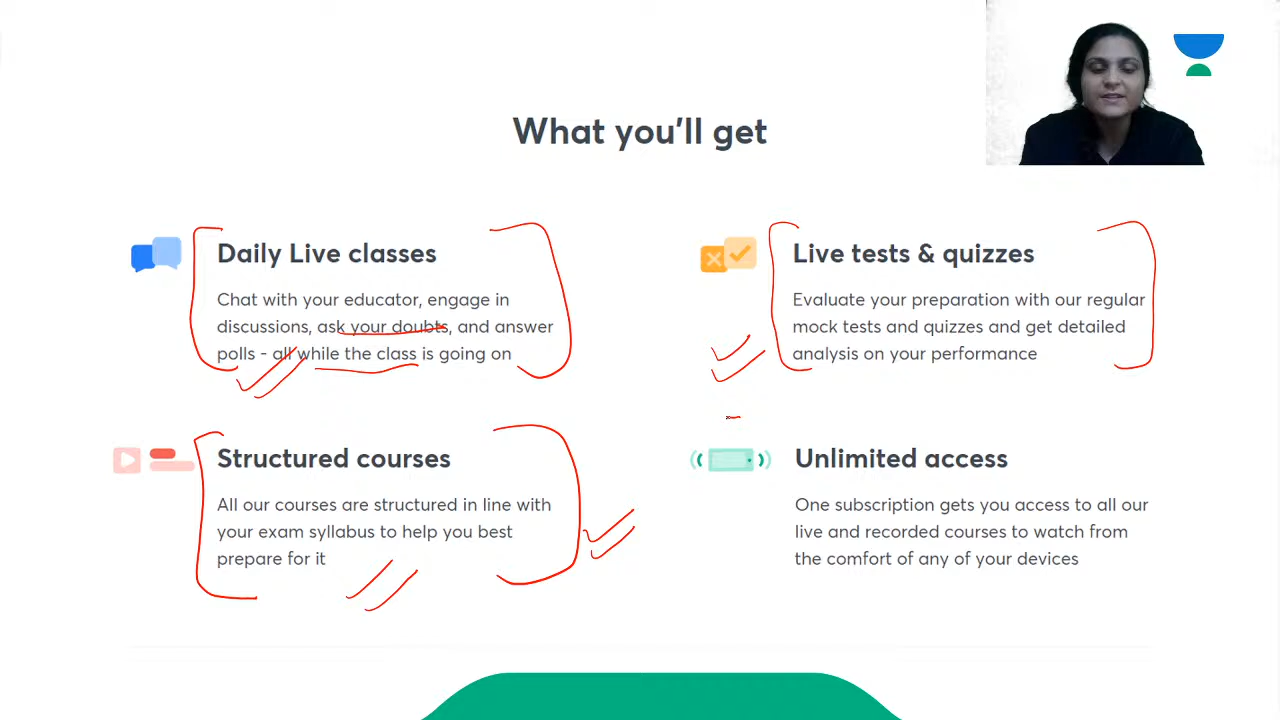 What you'll get
Daily Live classes
Chat with your educator, engage in
discussions, ask your doubts, and answer
polls - all while the class is going on
Live tests & quizzes
Evaluate your preparation with our regular
mock tests and quizzes and get detailed
analysis on your performance
Structured courses
All our courses are structured in line with
your exam syllabus to help you best
prepare for it
Unlimited access
One subscription gets you access to all our
live and recorded courses to watch from
the comfort of any of your devices